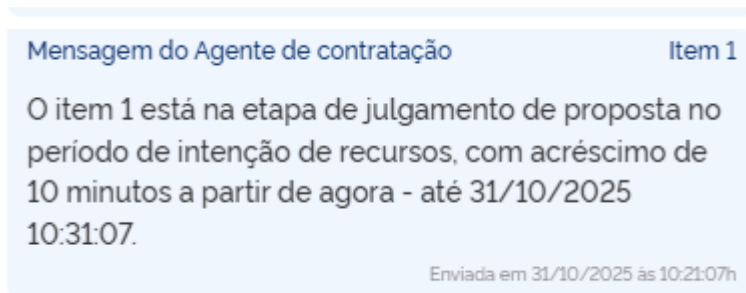 Mensagem do Agente de contratação Item 1
O item 1 está na etapa de julgamento de proposta no
período de intenção de recursos, com acréscimo de
10 minutos a partir de agora - até 31/10/2025
10:31:07.
Enviada em 31/10/2025 às 10:21:07h